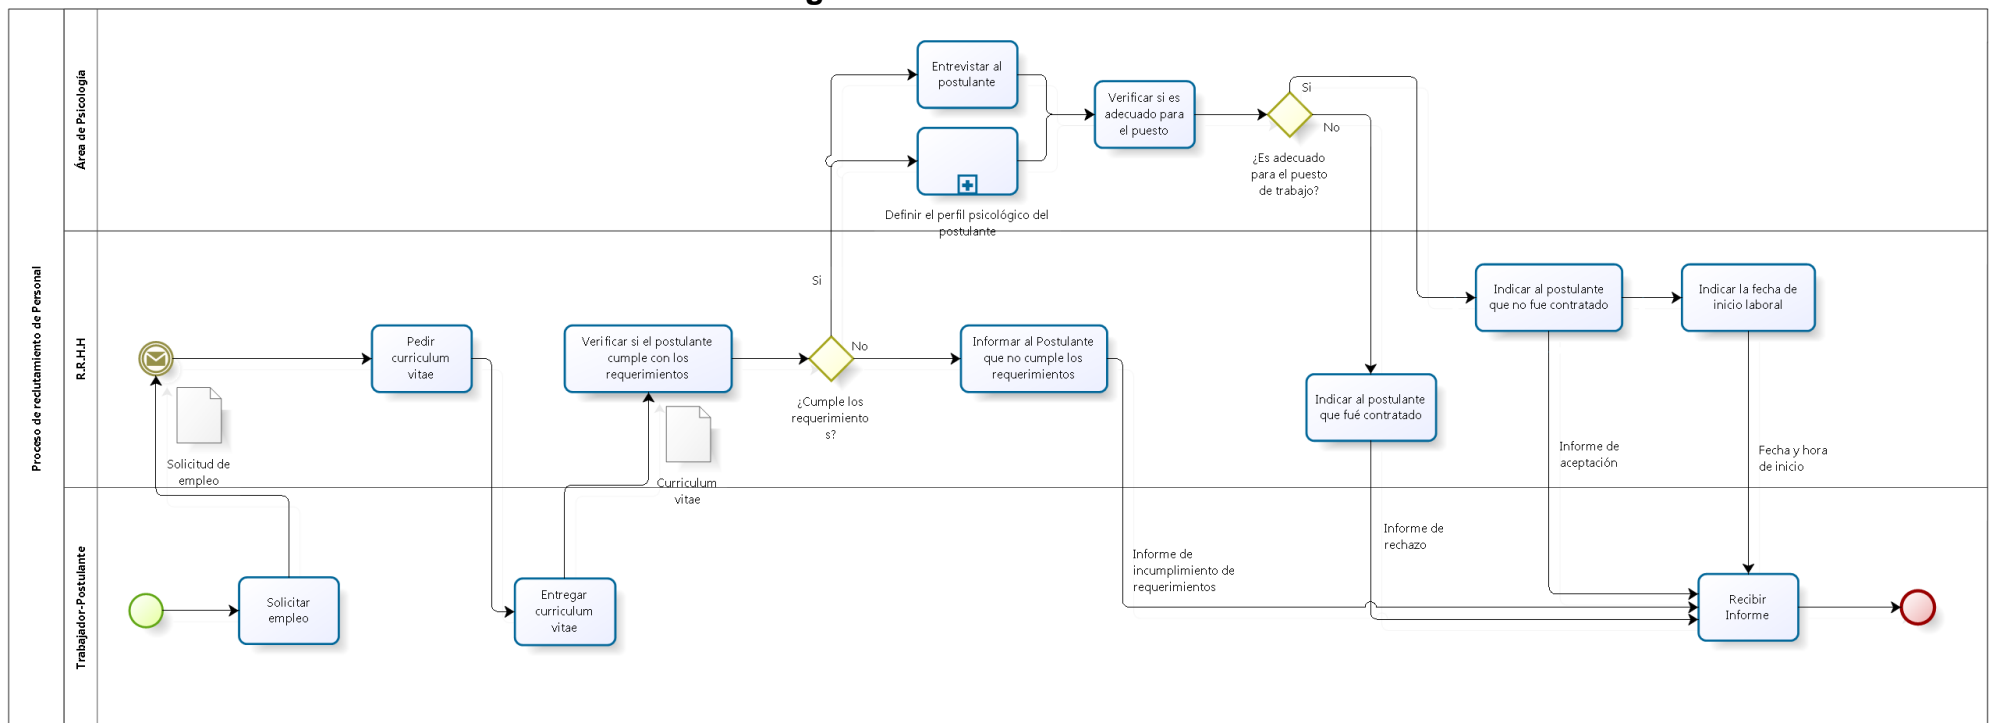 Proceso de reclutamiento de Personal
Área de Psicología
Entrevistar al
postulante
Definir el perfil psicológico del
postulante
Verificar si es
adecuado para
el puesto
Si
No
¿Es adecuado
para el puesto
de trabajo?
R.R.H.H
Solicitud de
empleo
Pedir
curriculum
vitae
Verificar si el postulante
cumple con los
requerimientos
Curriculum
vitae
Si
No
¿Cumple los
requerimiento
s?
Informar al Postulante
que no cumple los
requerimientos
Indicar al postulante
que fué contratado
Indicar al postulante
que no fue contratado
Indicar la fecha de
inicio laboral
Informe de
aceptación
Fecha y hora
de inicio
Trabajador-Postulante
Solicitar
empleo
Entregar
curriculum
vitae
Informe de
incumplimiento de
requerimientos
Informe de
rechazo
Recibir
Informe